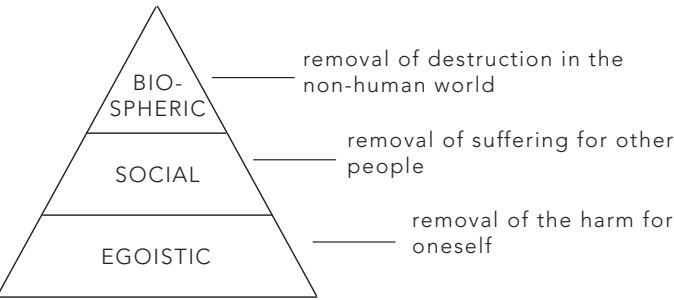 BIO-
SPHERIC
removal of destruction in the
non-human world
SOCIAL
removal of suffering for other
people
EGOISTIC
removal of the harm for
oneself